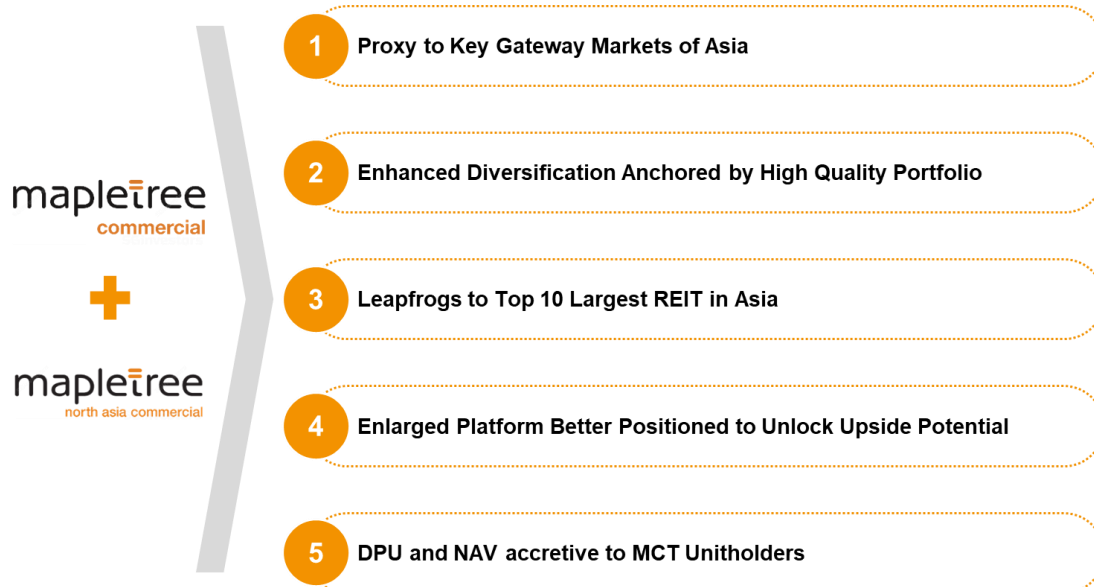 mapletree
commercial
mapletree
north asia commercial
1 Proxy to Key Gateway Markets of Asia
2 Enhanced Diversification Anchored by High Quality Portfolio
3 Leapfrogs to Top 10 Largest REIT in Asia
4 Enlarged Platform Better Positioned to Unlock Upside Potential
5 DPU and NAV accretive to MCT Unitholders